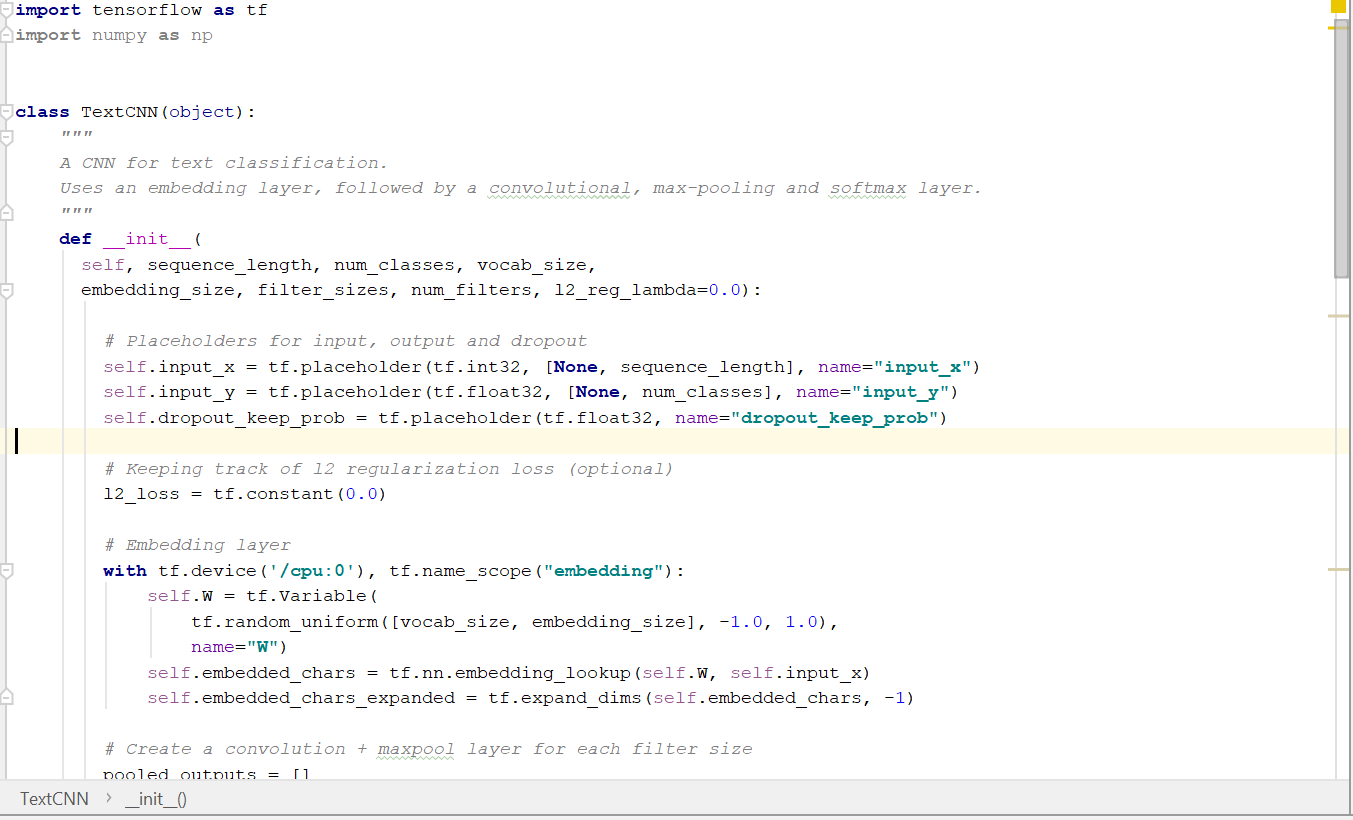 import tensorflow as tf
import numpy as np
class TextCNN(object):
"""
A CNN for text classification.
Uses an embedding layer, followed by a convolutional, max-pooling and softmax layer.
"""
def __init__(
self, sequence_length, num_classes, vocab_size,
embedding_size, filter_sizes, num_filters, l2_reg_lambda=0.0):
# Placeholders for input, output and dropout
self.input_x = tf.placeholder(tf.int32, [None, sequence_length], name="input_x")
self.input_y = tf.placeholder(tf.float32, [None, num_classes], name="input_y")
self.dropout_keep_prob = tf.placeholder(tf.float32, name="dropout_keep_prob")
# Keeping track of l2 regularization loss (optional)
l2_loss = tf.constant(0.0)
# Embedding layer
with tf.device('/cpu:0'), tf.name_scope("embedding"):
self.W = tf.Variable(
tf.random_uniform([vocab_size, embedding_size], -1.0, 1.0),
name="W")
self.embedded_chars = tf.nn.embedding_lookup(self.W, self.input_x)
self.embedded_chars_expanded = tf.expand_dims(self.embedded_chars, -1)
# Create a convolution + maxpool layer for each filter size
pooled_outputs = []
TextCNN › __init__()